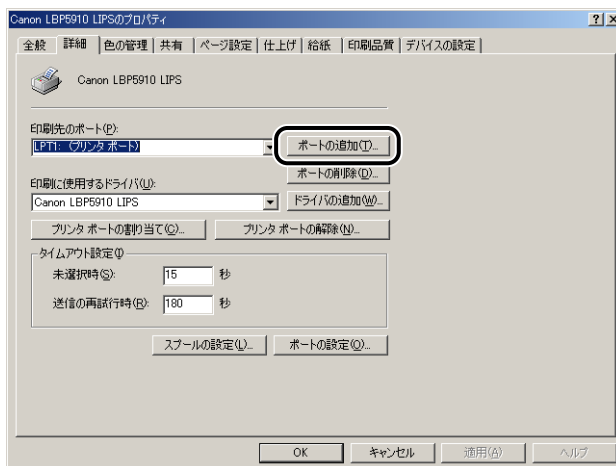 Canon LBP5910 LIPSのプロパティ
全般 詳細 色の管理 共有 ページ設定 仕上げ 給紙 印刷品質 デバイスの設定
Canon LBP5910 LIPS
印刷先のポート(P):
LPT1: (プリンタ ポート) ポートの追加(T)...
ポートの削除(D)...
印刷に使用するドライバ(U):
Canon LBP5910 LIPS ドライバの追加(W)...
プリンタ ポートの割り当て(C)... プリンタ ポートの解除(N)...
タイムアウト設定(I)
未選択時(S): 15 秒
送信の再試行時(R): 180 秒
スプールの設定(L)... ポートの設定(O)...
OK キャンセル 適用(A) ヘルプ